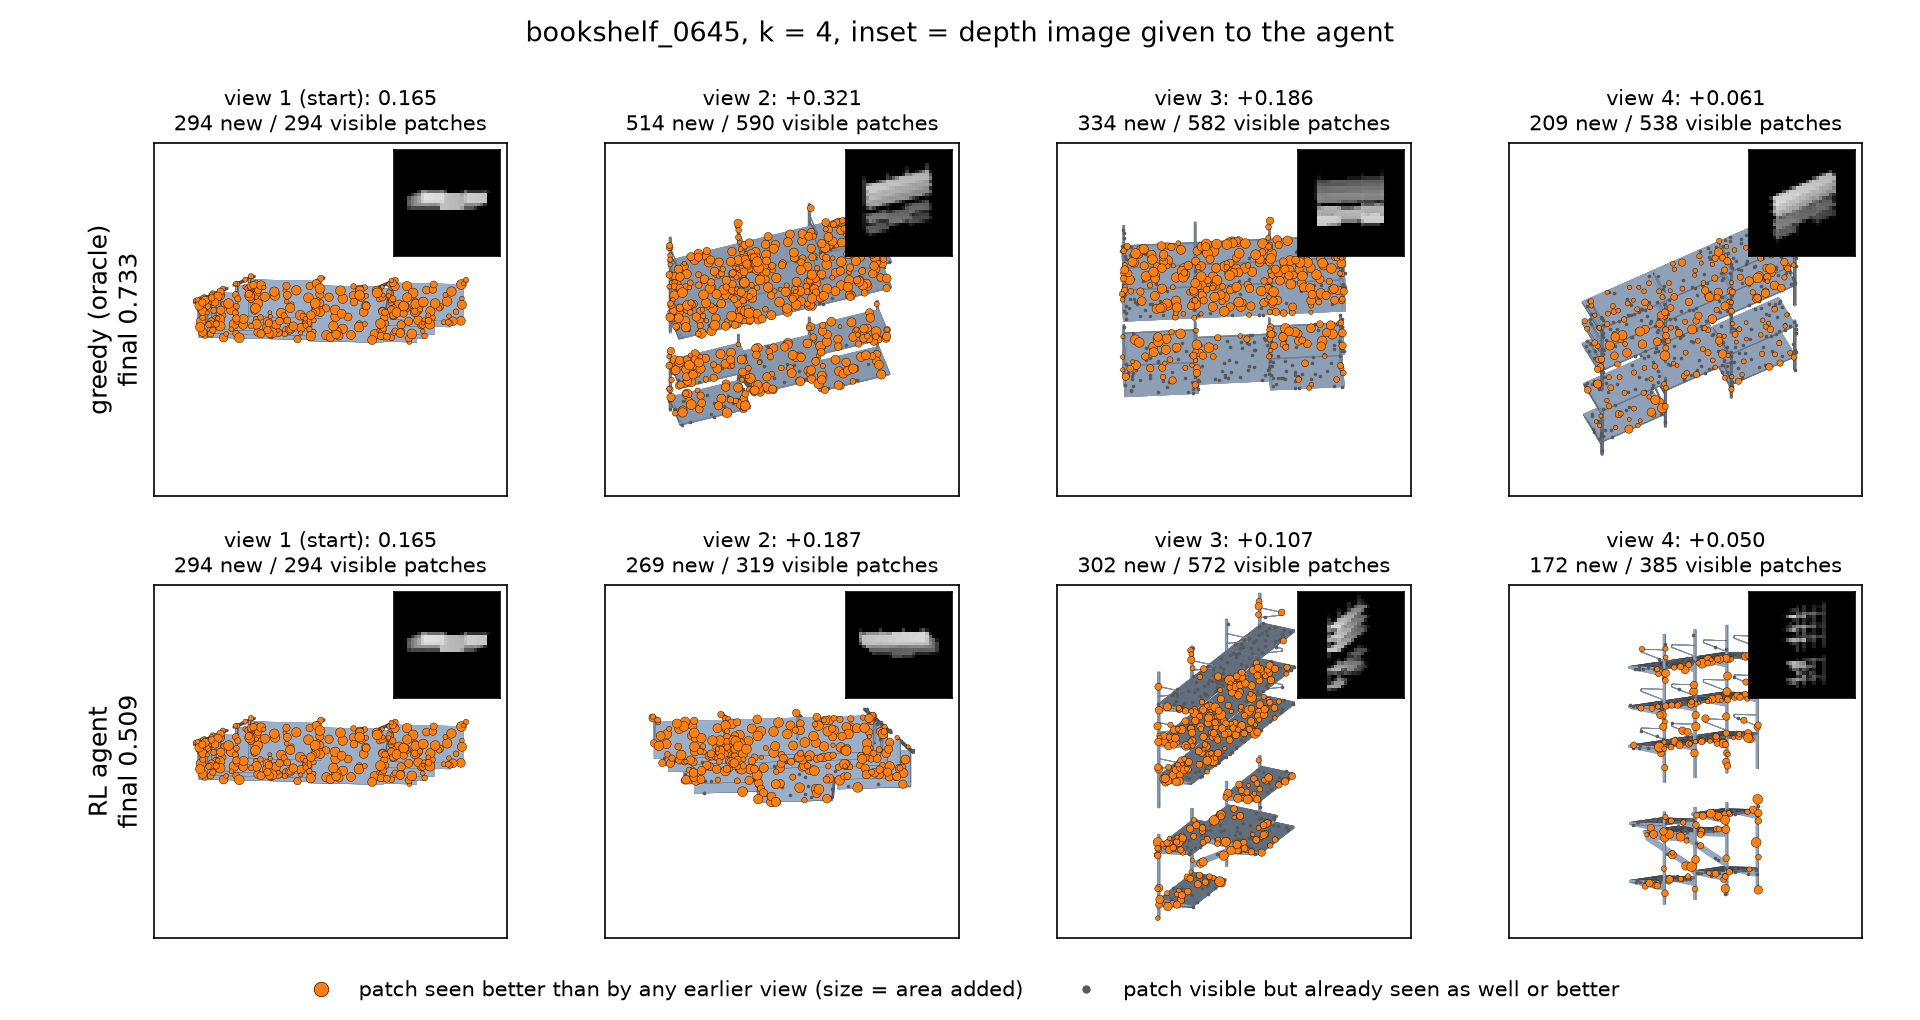 bookshelf_0645, k = 4, inset = depth image given to the agent
greedy (oracle)
final 0.7333
view 1 (start): 0.165
294 new / 294 visible patches
view 2: +0.321
514 new / 590 visible patches
view 3: +0.186
334 new / 582 visible patches
view 4: +0.061
209 new / 538 visible patches
RL agent
final 0.509
view 1 (start): 0.165
294 new / 294 visible patches
view 2: +0.187
269 new / 319 visible patches
view 3: +0.107
302 new / 572 visible patches
view 4: +0.050
172 new / 385 visible patches
patch seen better than by any earlier view (size = area added)
patch visible but already seen as well or better